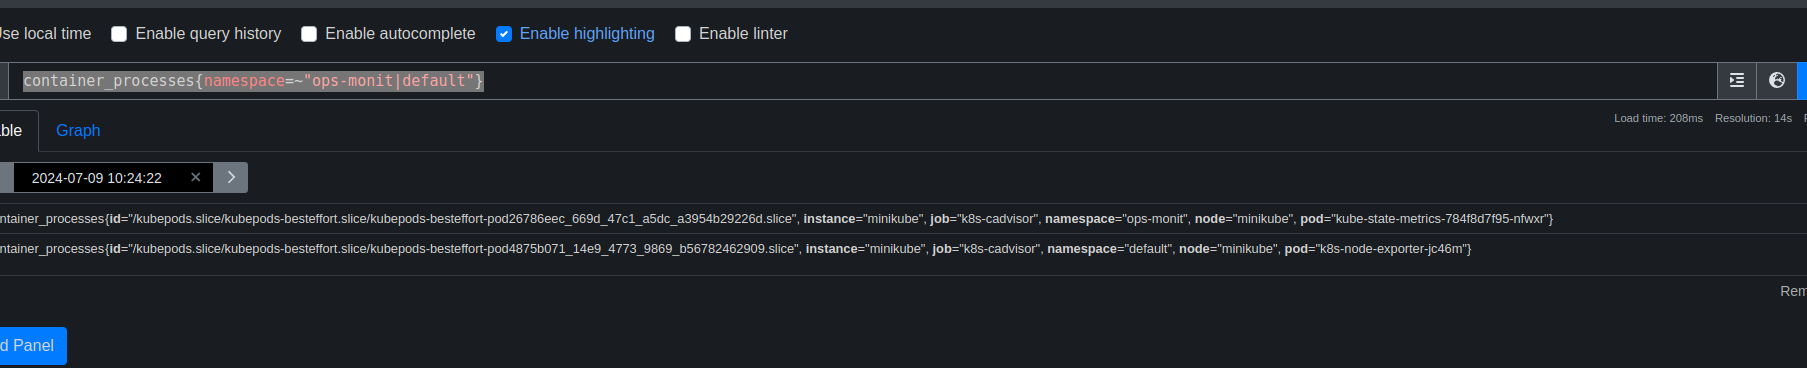 Use local time Enable query history Enable autocomplete Enable highlighting Enable linter
container_processes{namespace=~"ops-monit|default"}
Graph
Load time: 208ms Resolution: 14s
2024-07-09 10:24:22
ntainer_processes{id="/kubepods.slice/kubepods-besteffort.slice/kubepods-besteffort-pod26786eec_669d_47c1_a5dc_a3954b29226d.slice", instance="minikube", job="k8s-cadvisor", namespace="ops-monit", node="minikube", pod="kube-state-metrics-784f8d7f95-nfwxr"}
ntainer_processes{id="/kubepods.slice/kubepods-besteffort.slice/kubepods-besteffort-pod4875b071_14e9_4773_9869_b56782462909.slice", instance="minikube", job="k8s-cadvisor", namespace="default", node="minikube", pod="k8s-node-exporter-jc46m"}
Rem
d Panel